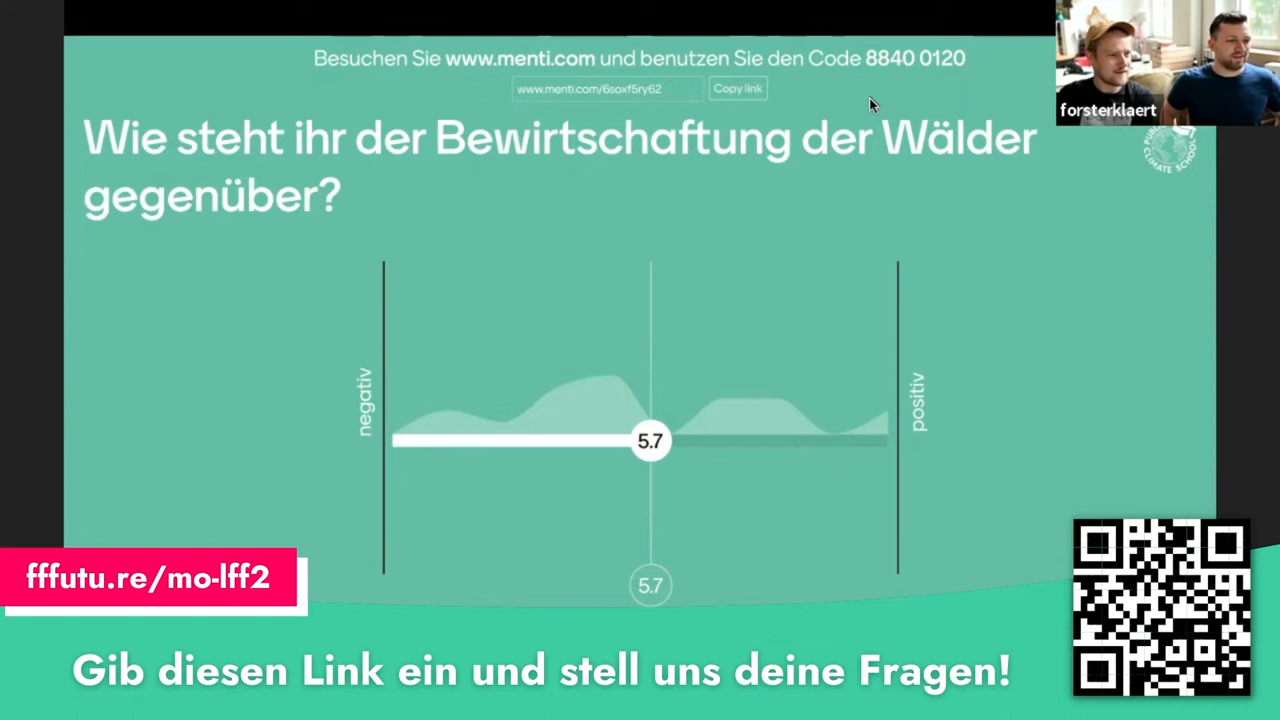 Besuchen Sie www.menti.com und benutzen Sie den Code 8840 0120
www.menti.com/6soxf5ry62
Copy link
forsterklaert
Wie steht ihr der Bewirtschaftung der Wälder
gegenüber?
CLIMATE SCHOOL
negativ
positiv
5.7
5.7
fffutu.re/mo-lff2
Gib diesen Link ein und stell uns deine Fragen!